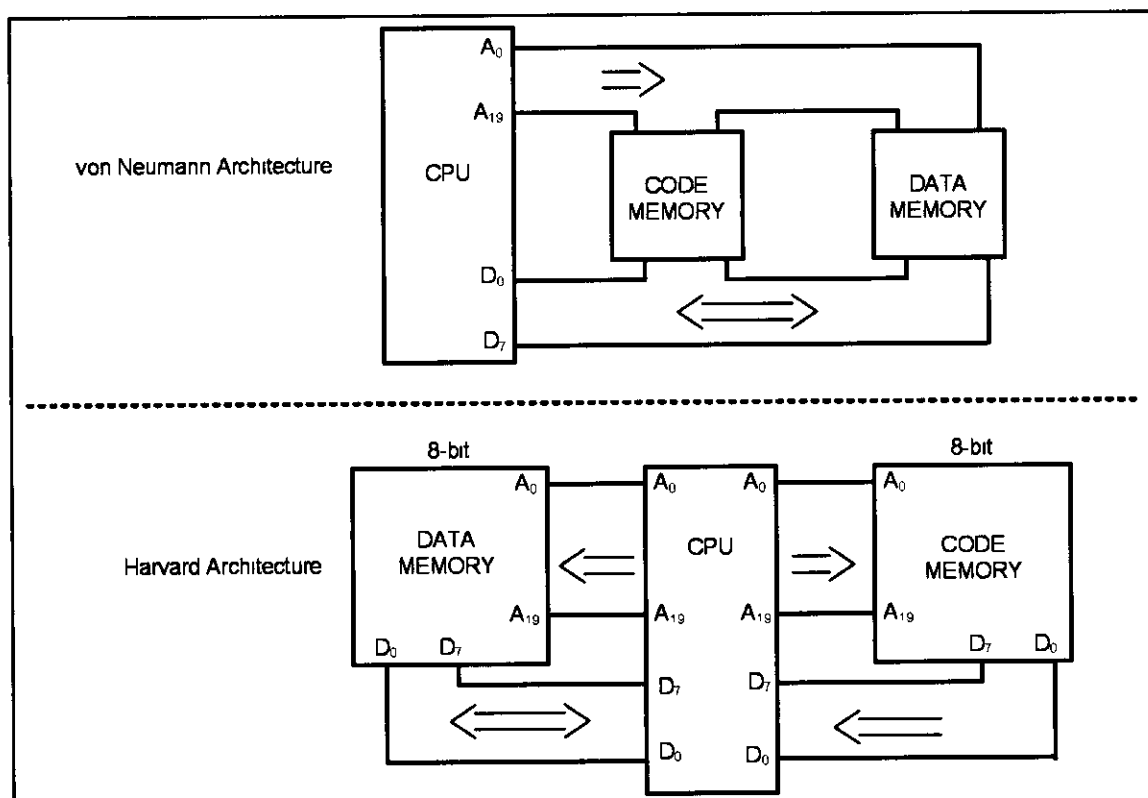 A₀
A₁₉
von Neumann Architecture
CPU
CODE
MEMORY
DATA
MEMORY
D₀
D₇
8-bit
8-bit
A₀
A₀
A₀
A₀
DATA
MEMORY
CPU
CODE
MEMORY
Harvard Architecture
A₁₉
A₁₉
A₁₉
A₁₉
D₀
D₇
D₇
D₀
D₇
D₇
D₀
D₀